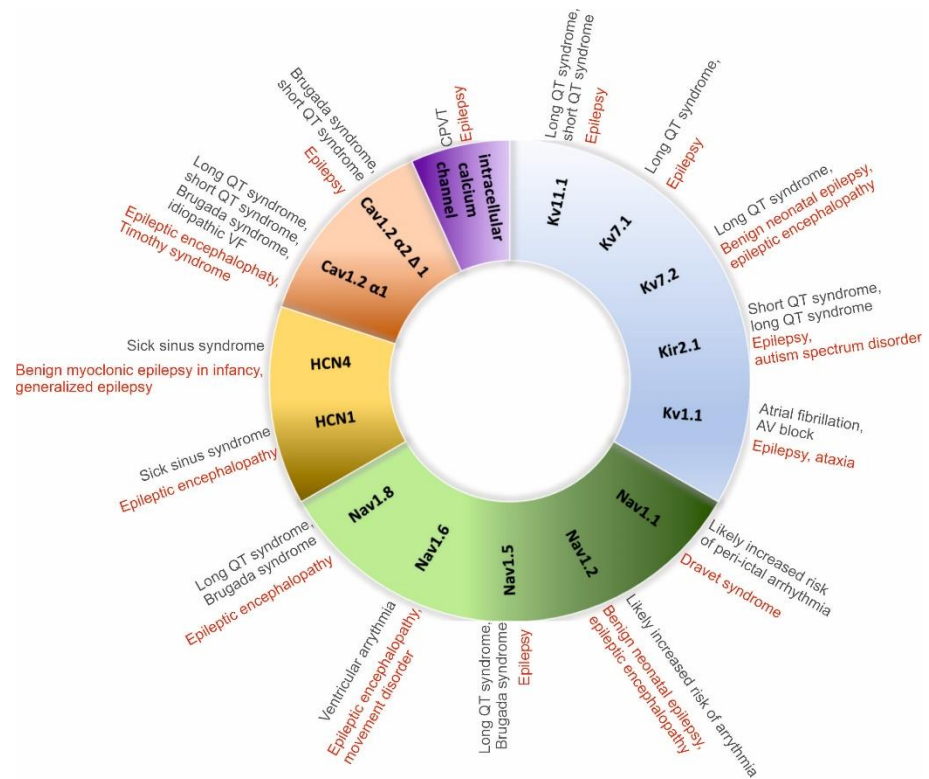 Long QT syndrome,
short QT syndrome
Epilepsy
Kv11.1
Long QT syndrome,
Epilepsy
Kv7.1
Long QT syndrome,
Benign neonatal epilepsy,
epileptic encephalopathy
Kv7.2
Short QT syndrome,
long QT syndrome
Epilepsy,
autism spectrum disorder
Kir2.1
Atrial fibrillation,
AV block
Epilepsy, ataxia
Kv1.1
Likely increased risk
of peri-ictal arrhythmia
Dravet syndrome
Nav1.1
Likely increased risk of arrythmia
Benign neonatal epilepsy,
epileptic encephalopathy
Nav1.2
Long QT syndrome,
Brugada syndrome
Epilepsy
Nav1.5
Ventricular arrythmia
Epileptic encephalopathy,
movement disorder
Nav1.6
Long QT syndrome,
Brugada syndrome
Epileptic encephalopathy
Nav1.8
Sick sinus syndrome
Epileptic encephalopathy
HCN1
Sick sinus syndrome
Benign myoclonic epilepsy in infancy,
generalized epilepsy
HCN4
Long QT syndrome,
short QT syndrome,
Brugada syndrome,
idiopathic VF
Epileptic encephalophaty,
Timothy syndrome
Cav1.2 α1
Brugada syndrome,
short QT syndrome
Epilepsy
Cav1.2 α2 Δ 1
CPVT
Epilepsy
intracellular
calcium
channel